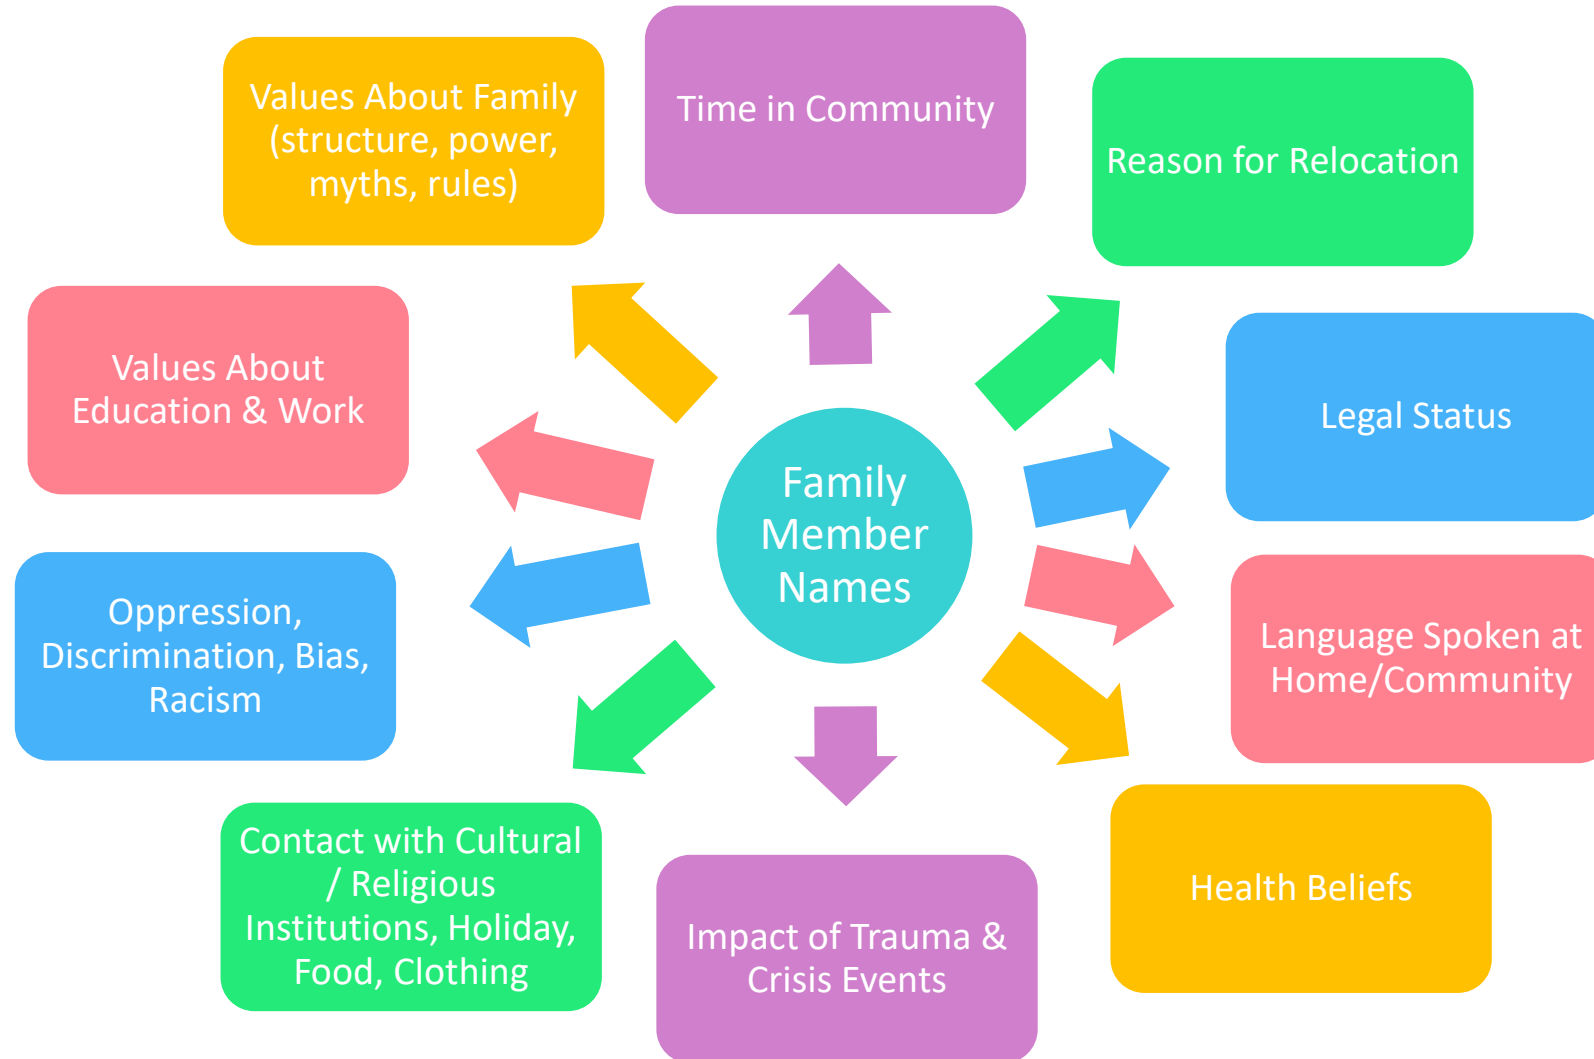 Time in Community
Reason for Relocation
Legal Status
Language Spoken at
Home/Community
Health Beliefs
Impact of Trauma &
Crisis Events
Contact with Cultural
/ Religious
Institutions, Holiday,
Food, Clothing
Oppression,
Discrimination, Bias,
Racism
Values About
Education & Work
Values About Family
(structure, power,
myths, rules)
Family
Member
Names